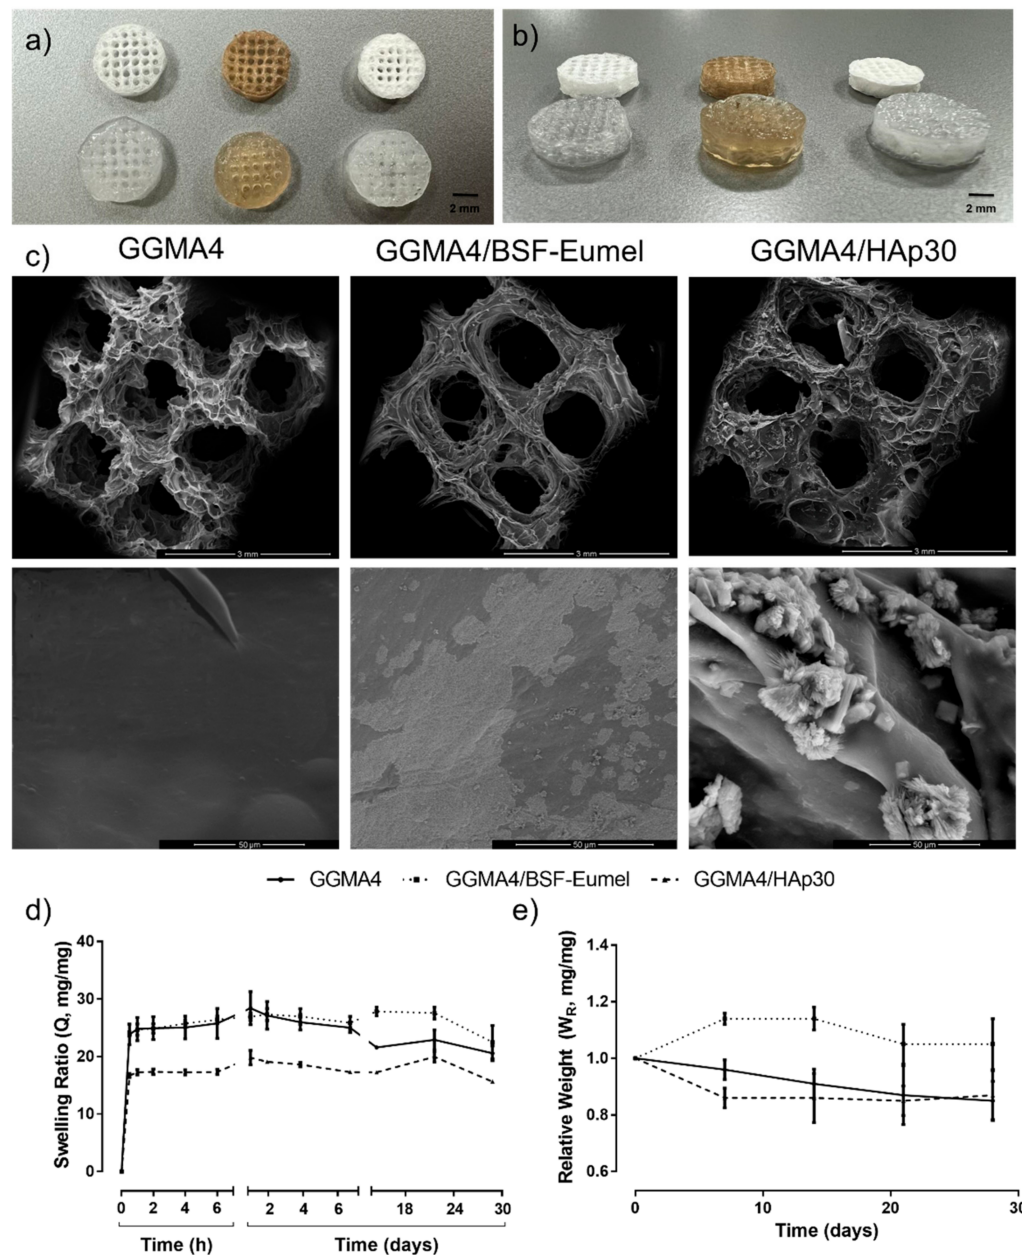 a)
2 mm
b)
2 mm
c)
GGMA4
GGMA4/BSF-Eumel
GGMA4/HAp30
3 mm
3 mm
3 mm
50 µm
50 µm
50 µm
GGMA4
GGMA4/BSF-Eumel
GGMA4/HAp30
d)
Swelling Ratio (Q, mg/mg)
40
30
20
10
0
0 2 4 6 2 4 6 18 24 30
Time (h)
Time (days)
e)
Relative Weight (W_R, mg/mg)
1.4
1.2
1.0
0.8
0.6
0 10 20 30
Time (days)